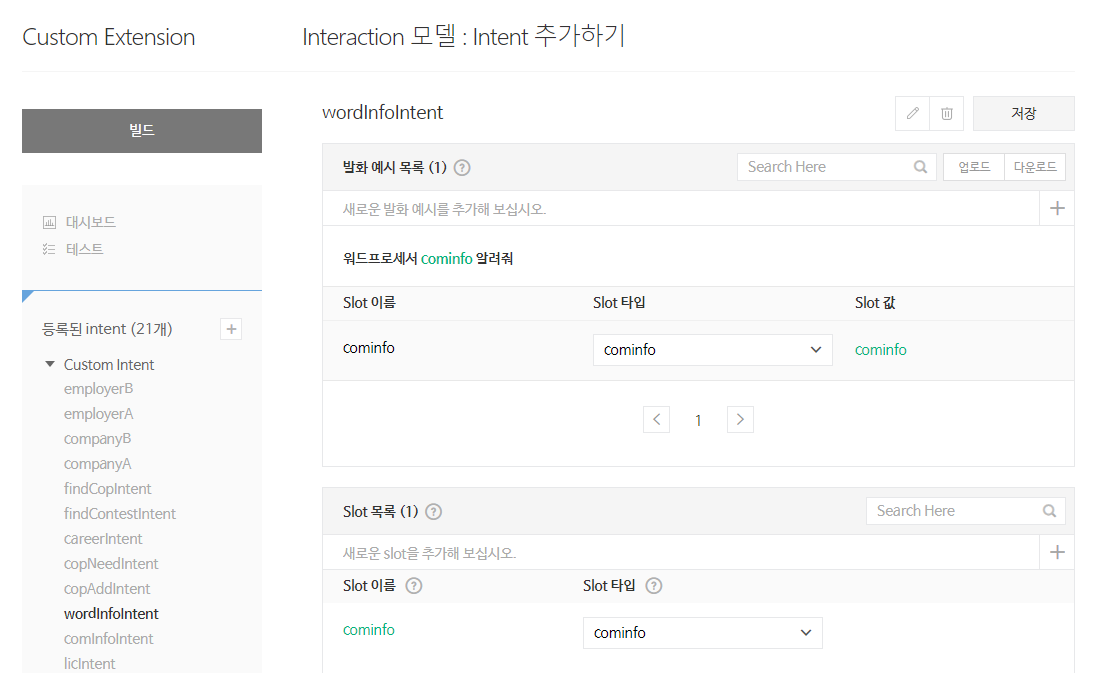 Custom Extension
Interaction 모델 : Intent 추가하기
빌드
대시보드
테스트
등록된 intent (21개)
Custom Intent
employerB
employerA
companyB
companyA
findCopIntent
findContestIntent
careerIntent
copNeedIntent
copAddIntent
wordInfoIntent
comInfoIntent
licIntent
wordInfoIntent
저장
발화 예시 목록 (1) ?
Search Here
업로드
다운로드
새로운 발화 예시를 추가해 보십시오.
워드프로세서 cominfo 알려줘
Slot 이름 Slot 타입 Slot 값
cominfo cominfo cominfo
1
Slot 목록 (1) ?
Search Here
새로운 slot을 추가해 보십시오.
Slot 이름 ? Slot 타입 ?
cominfo cominfo